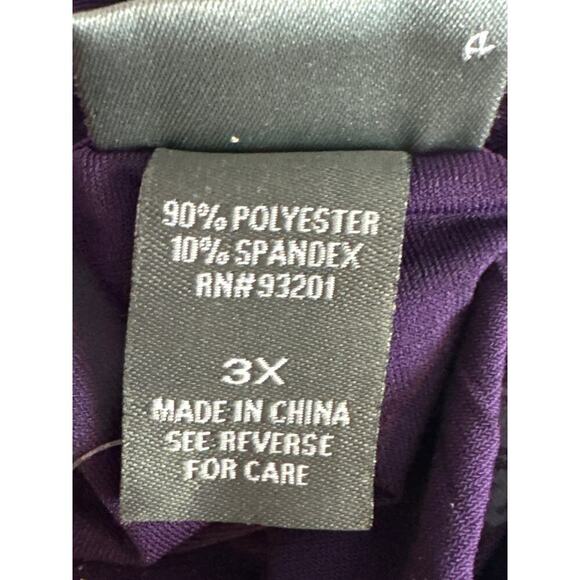 90% POLYESTER
10% SPANDEX
RN#93201
3X
MADE IN CHINA
SEE REVERSE
FOR CARE